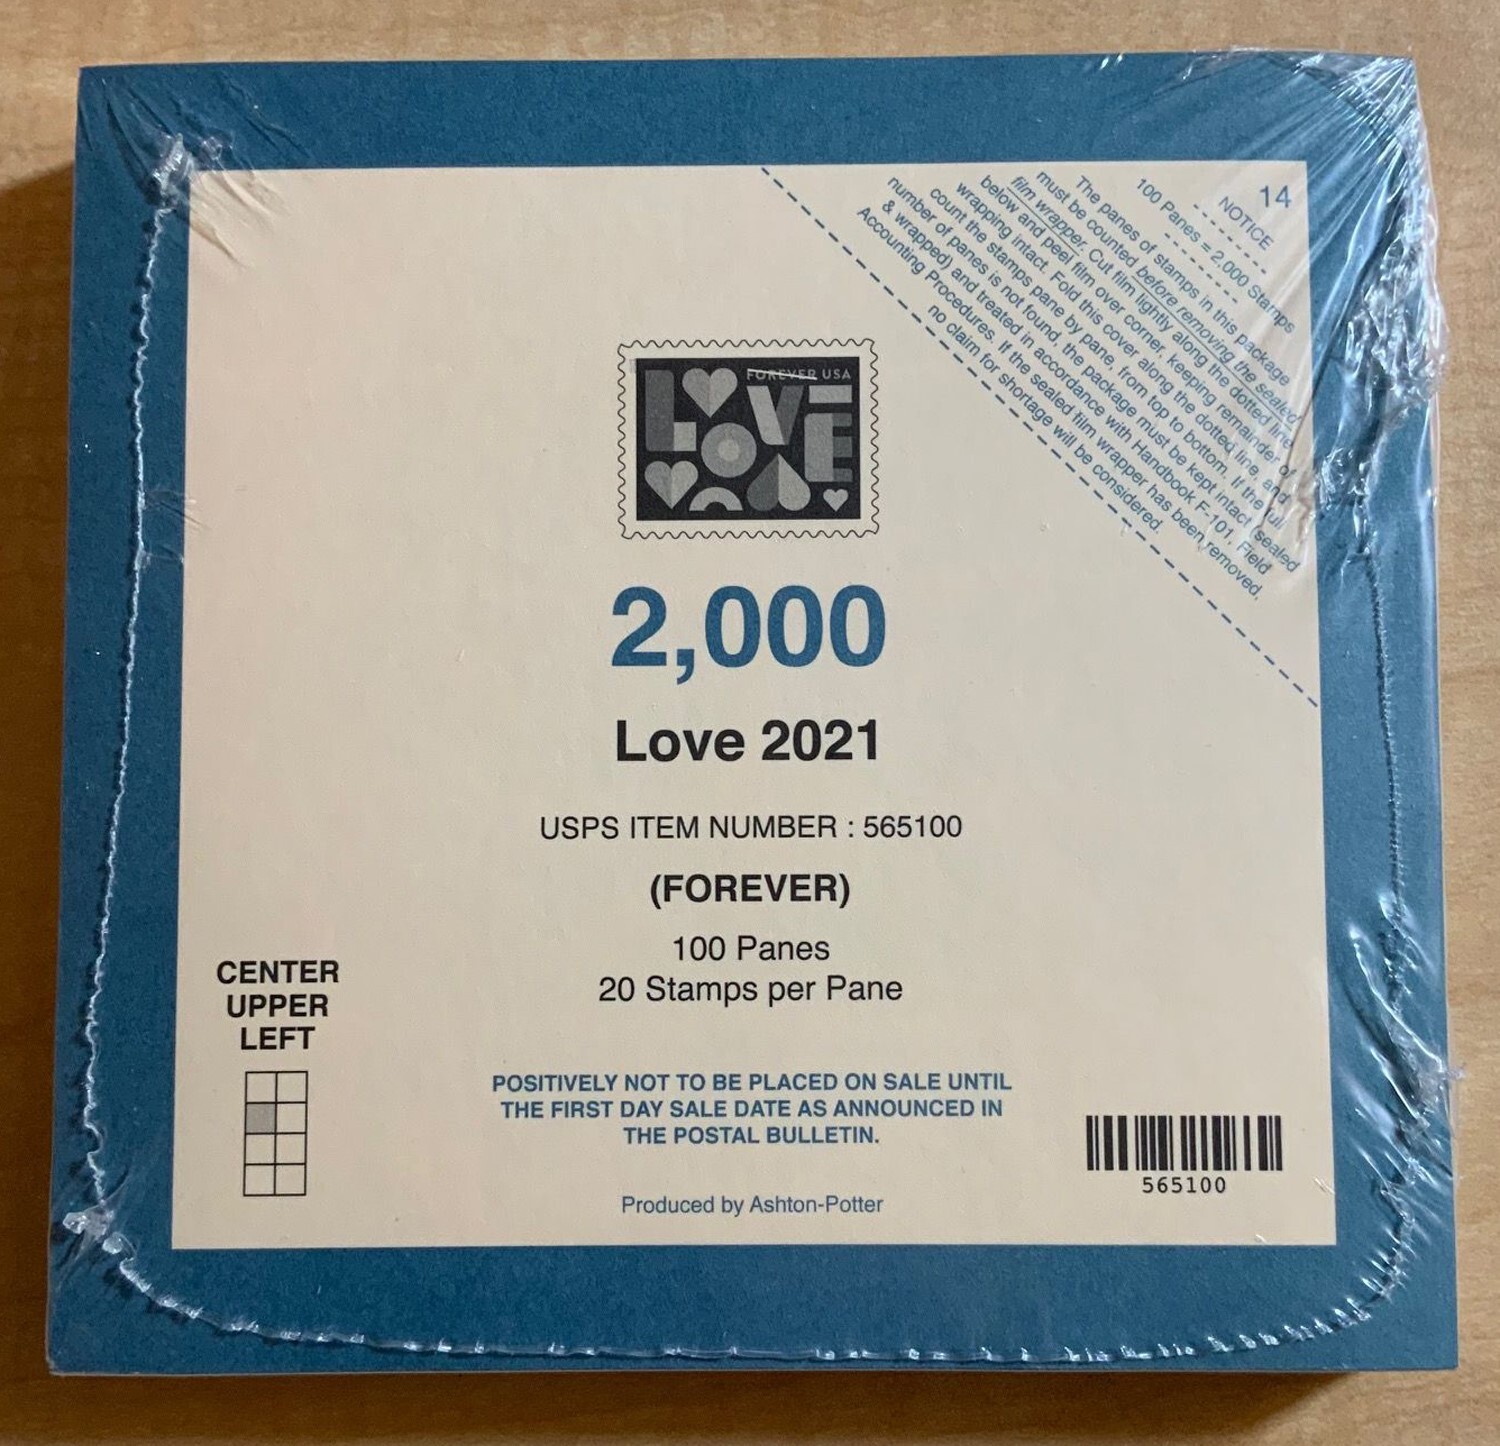 14
NOTICE
100 Panes = 2,000 Stamps
The panes of stamps in this package
must be counted before removing the sealed
film wrapper. Cut film lightly along the dotted line
below and peel film over corner, keeping remainder of
wrapping intact. Fold this cover along the dotted line, and
count the stamps pane by pane, from top to bottom. If the full
number of panes is not found, the package must be kept intact (sealed
& wrapped) and treated in accordance with Handbook F-101, Field
Accounting Procedures. If the sealed film wrapper has been removed,
no claim for shortage will be considered.
FOREVER USA
LOVE
2,000
Love 2021
USPS ITEM NUMBER : 565100
(FOREVER)
100 Panes
20 Stamps per Pane
CENTER
UPPER
LEFT
POSITIVELY NOT TO BE PLACED ON SALE UNTIL
THE FIRST DAY SALE DATE AS ANNOUNCED IN
THE POSTAL BULLETIN.
565100
Produced by Ashton-Potter